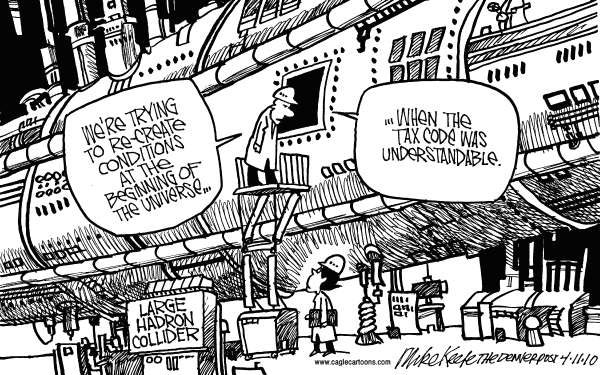 WE'RE TRYING
TO RE-CREATE
CONDITIONS
AT THE
BEGINNING OF
THE UNIVERSE...
...WHEN THE
TAX CODE WAS
UNDERSTANDABLE.
LARGE
HADRON
COLLIDER
www.caglecartoons.com
MIKE KEEFE THE DENVER POST 4-11-10